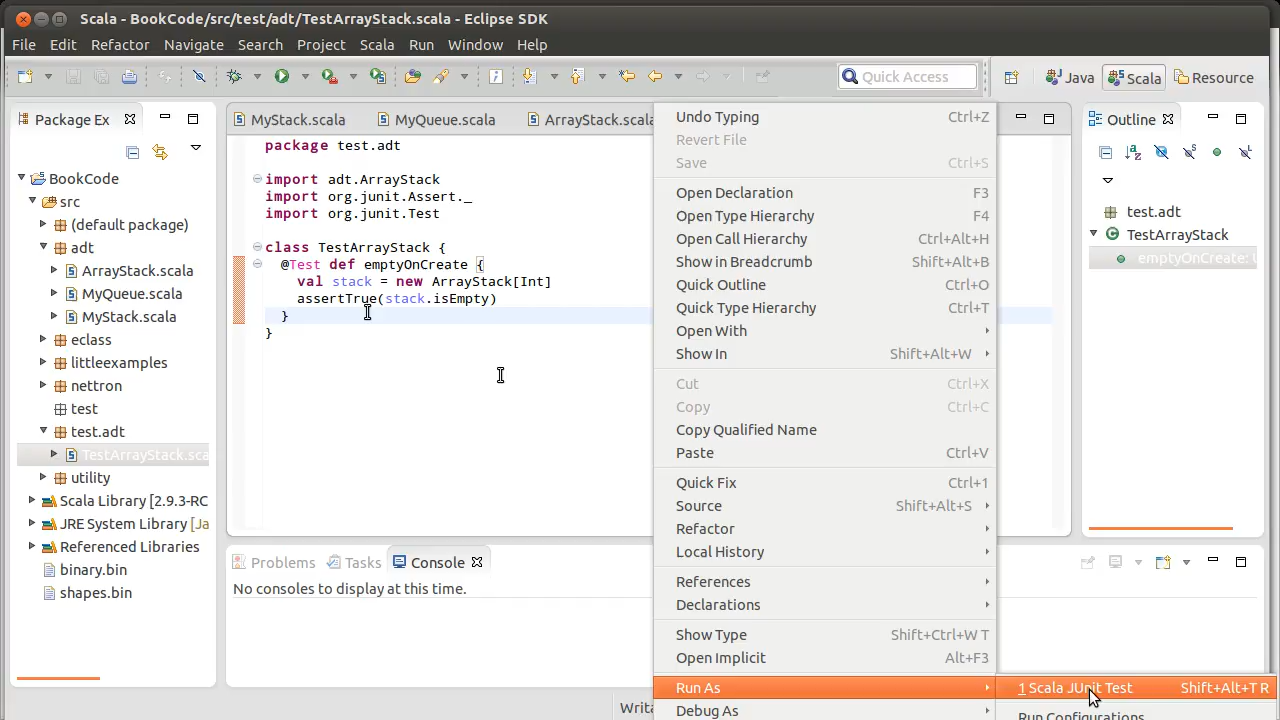 Scala - BookCode/src/test/adt/TestArrayStack.scala - Eclipse SDK
File Edit Refactor Navigate Search Project Scala Run Window Help
Quick Access
Java
Scala
Resource
Package Ex
BookCode
src
(default package)
adt
ArrayStack.scala
MyQueue.scala
MyStack.scala
eclass
littleexamples
nettron
test
test.adt
TestArrayStack.sca
utility
Scala Library [2.9.3-RC
JRE System Library [Ja
Referenced Libraries
binary.bin
shapes.bin
MyStack.scala
MyQueue.scala
ArrayStack.scala
package test.adt
import adt.ArrayStack
import org.junit.Assert._
import org.junit.Test
class TestArrayStack {
@Test def emptyOnCreate {
val stack = new ArrayStack[Int]
assertTrue(stack.isEmpty)
}
}
Problems
Tasks
Console
No consoles to display at this time.
Writa
Undo Typing Ctrl+Z
Revert File
Save Ctrl+S
Open Declaration F3
Open Type Hierarchy F4
Open Call Hierarchy Ctrl+Alt+H
Show in Breadcrumb Shift+Alt+B
Quick Outline Ctrl+O
Quick Type Hierarchy Ctrl+T
Open With
Show In Shift+Alt+W
Cut Ctrl+X
Copy Ctrl+C
Copy Qualified Name
Paste Ctrl+V
Quick Fix Ctrl+1
Source Shift+Alt+S
Refactor
Local History
References
Declarations
Show Type Shift+Ctrl+W T
Open Implicit Alt+F3
Run As
Debug As
1 Scala JUnit Test Shift+Alt+T R
Run Configurations
Outline
test.adt
TestArrayStack
emptyOnCreate: U